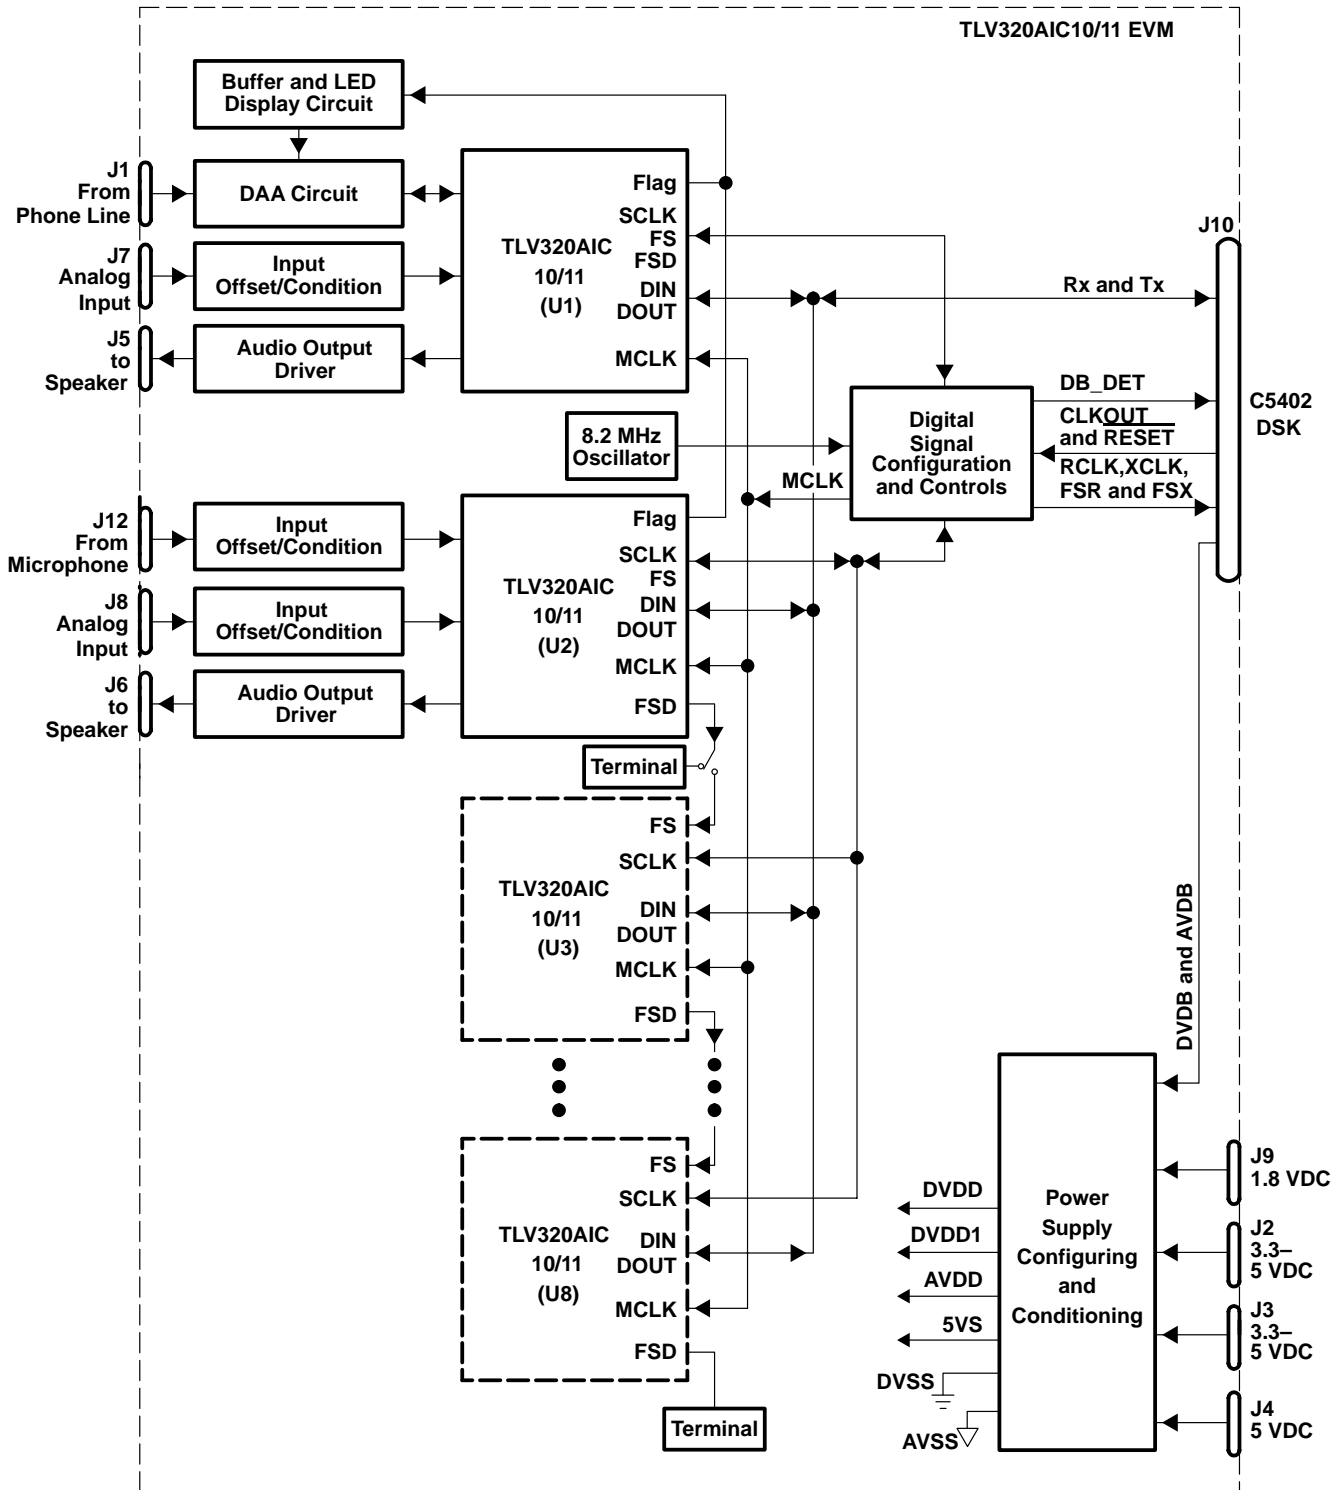 TLV320AIC10/11 EVM
Buffer and LED
Display Circuit
J1
From
Phone Line
DAA Circuit
J7
Analog
Input
Input
Offset/Condition
J5
to
Speaker
Audio Output
Driver
TLV320AIC
10/11
(U1)
Flag
SCLK
FS
FSD
DIN
DOUT
MCLK
J10
Rx and Tx
DB_DET
CLKOUT
and RESET
RCLK,XCLK,
FSR and FSX
C5402
DSK
8.2 MHz
Oscillator
Digital
Signal
Configuration
and Controls
MCLK
J12
From
Microphone
Input
Offset/Condition
J8
Analog
Input
Input
Offset/Condition
J6
to
Speaker
Audio Output
Driver
TLV320AIC
10/11
(U2)
Flag
SCLK
FS
DIN
DOUT
MCLK
FSD
Terminal
TLV320AIC
10/11
(U3)
FS
SCLK
DIN
DOUT
MCLK
FSD
TLV320AIC
10/11
(U8)
FS
SCLK
DIN
DOUT
MCLK
FSD
Terminal
DVDB and AVDB
Power
Supply
Configuring
and
Conditioning
DVDD
DVDD1
AVDD
5VS
DVSS
AVSS
J9
1.8 VDC
J2
3.3–
5 VDC
J3
3.3–
5 VDC
J4
5 VDC